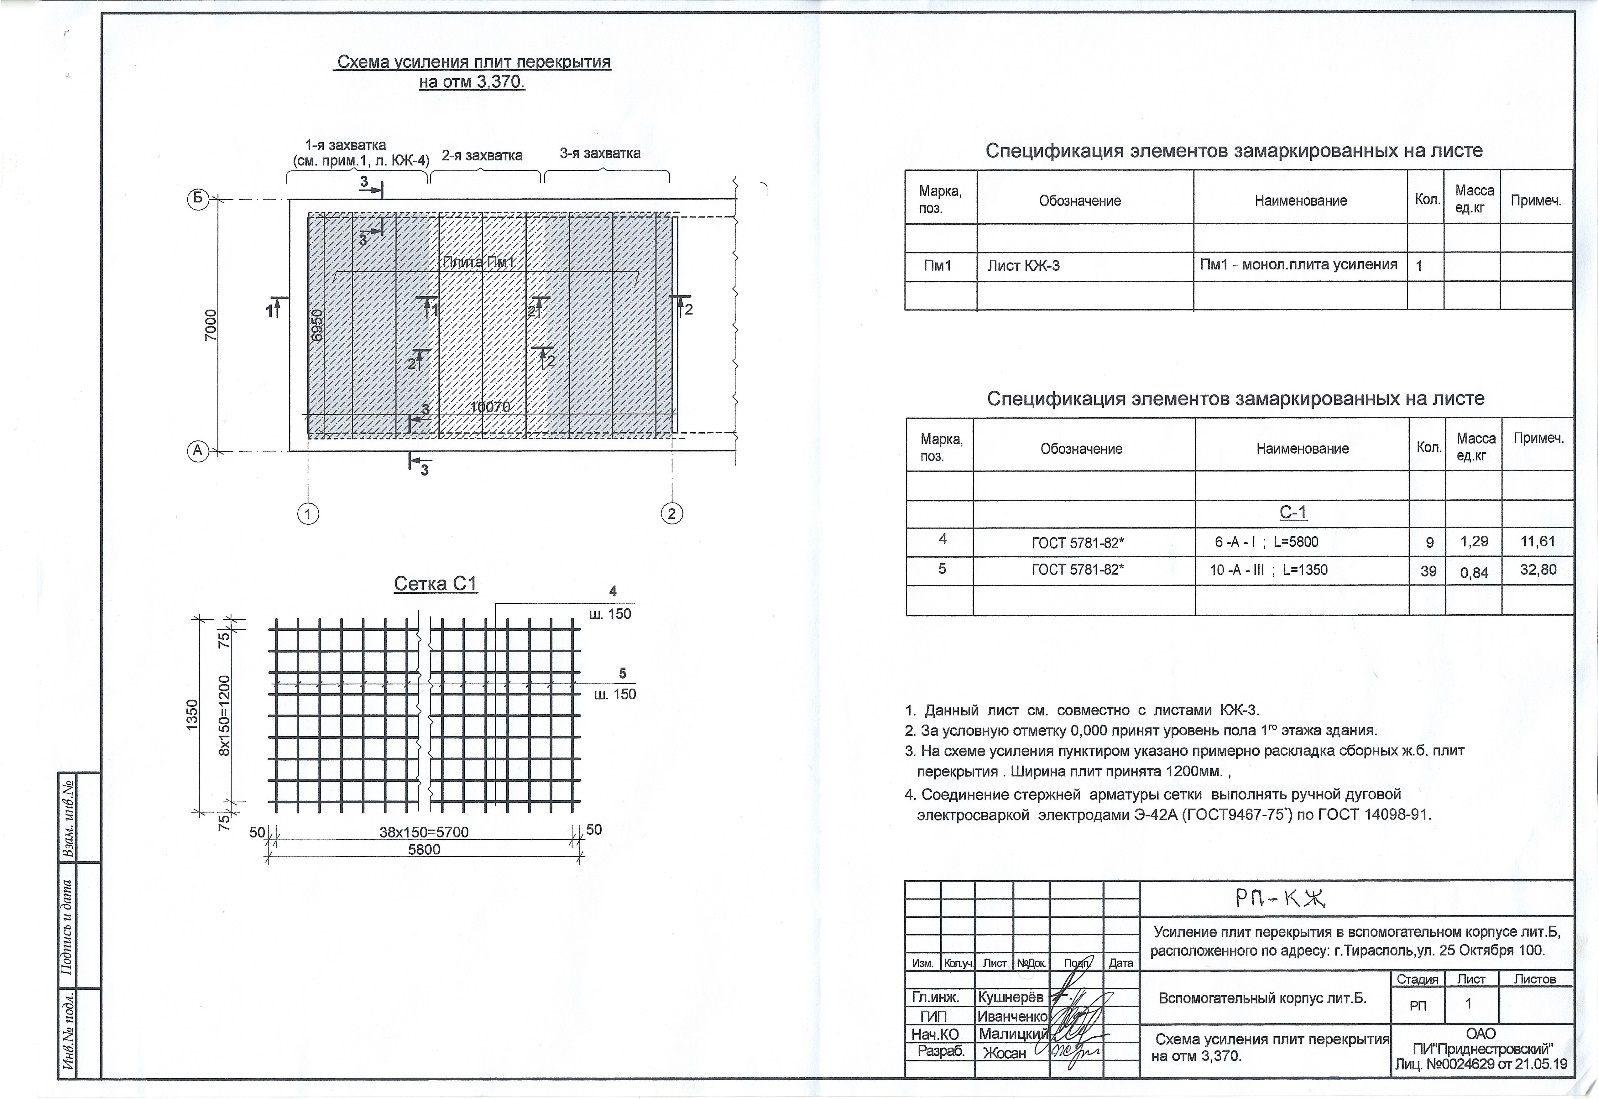 Схема усиления плит перекрытия
на отм 3.370.
1-я захватка
(см. прим.1, л. КЖ-4)
2-я захватка
3-я захватка
3
Б
3
Плита Пм1
1
1
2
2
6950
7000
2
2
10070
3
А
3
1
2
Сетка С1
4
ш. 150
5
ш. 150
75
8х150=1200
1350
75
50
38х150=5700
50
5800
Спецификация элементов замаркированных на листе
Марка, поз.
Обозначение
Наименование
Кол.
Масса ед.кг
Примеч.
Пм1
Лист КЖ-3
Пм1 - монол.плита усиления
1
Спецификация элементов замаркированных на листе
Марка, поз.
Обозначение
Наименование
Кол.
Масса ед.кг
Примеч.
С-1
4
ГОСТ 5781-82*
6 -А - I ; L=5800
9
1,29
11,61
5
ГОСТ 5781-82*
10 -А - III ; L=1350
39
0,84
32,80
1. Данный лист см. совместно с листами КЖ-3.
2. За условную отметку 0,000 принят уровень пола 1го этажа здания.
3. На схеме усиления пунктиром указано примерно раскладка сборных ж.б. плит
перекрытия . Ширина плит принята 1200мм. ,
4. Соединение стержней арматуры сетки выполнять ручной дуговой
электросваркой электродами Э-42А (ГОСТ9467-75*) по ГОСТ 14098-91.
РП-КЖ
Усиление плит перекрытия в вспомогательном корпусе лит.Б,
расположенного по адресу: г.Тирасполь,ул. 25 Октября 100.
Изм.
Кол.уч
Лист
№Док.
Подп.
Дата
Гл.инж.
Кушнерёв
ГИП
Иванченко
Нач.КО
Малицкий
Разраб.
Жосан
Вспомогательный корпус лит.Б.
Стадия
Лист
Листов
РП
1
Схема усиления плит перекрытия
на отм 3,370.
ОАО
ПИ"Приднестровский"
Лиц. №0024629 от 21.05.19
Взам. инв.№
Подпись и дата
Инв.№ подл.